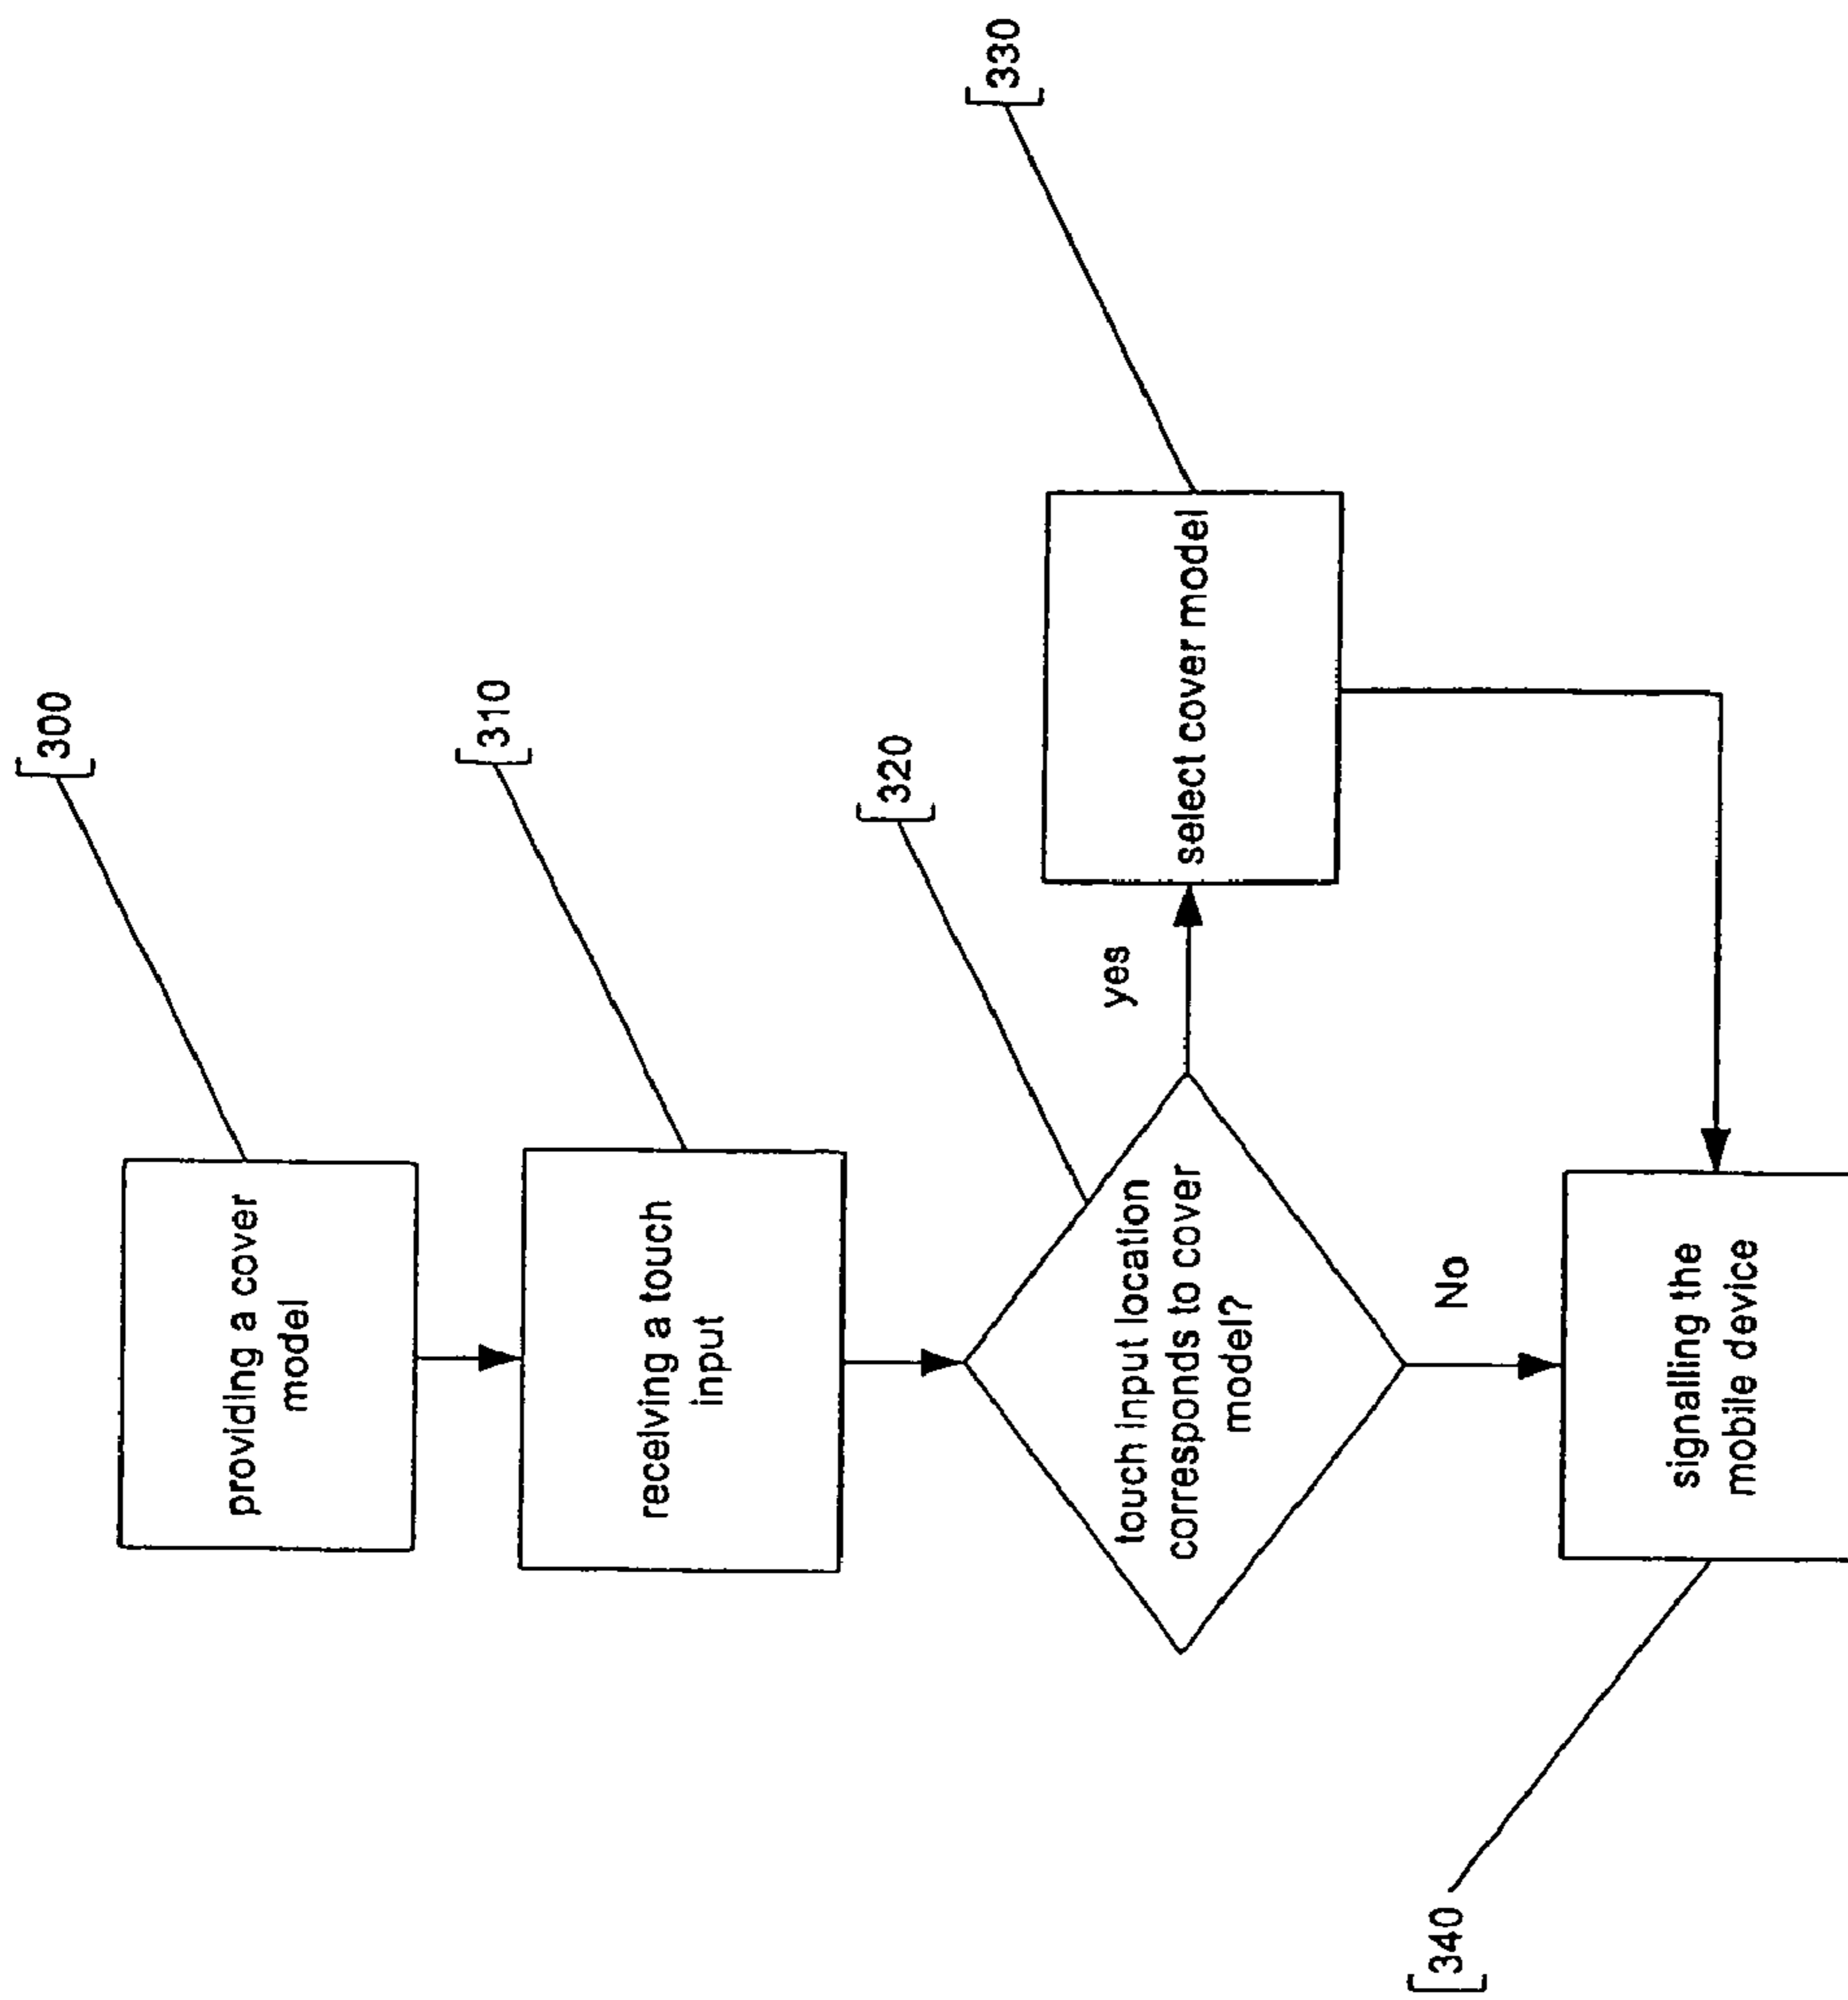 300
providing a cover
model
310
receiving a touch
input
320
touch input location
corresponds to cover
model?
yes
330
select cover model
No
340
signalling the
mobile device